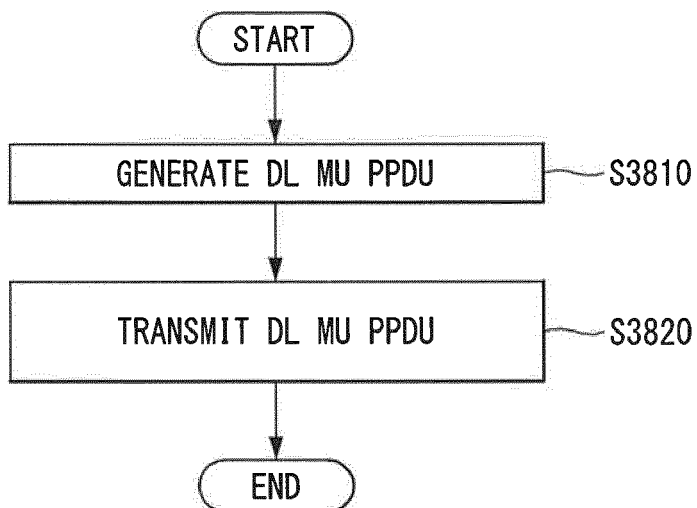 START
GENERATE DL MU PPDU
S3810
TRANSMIT DL MU PPDU
S3820
END